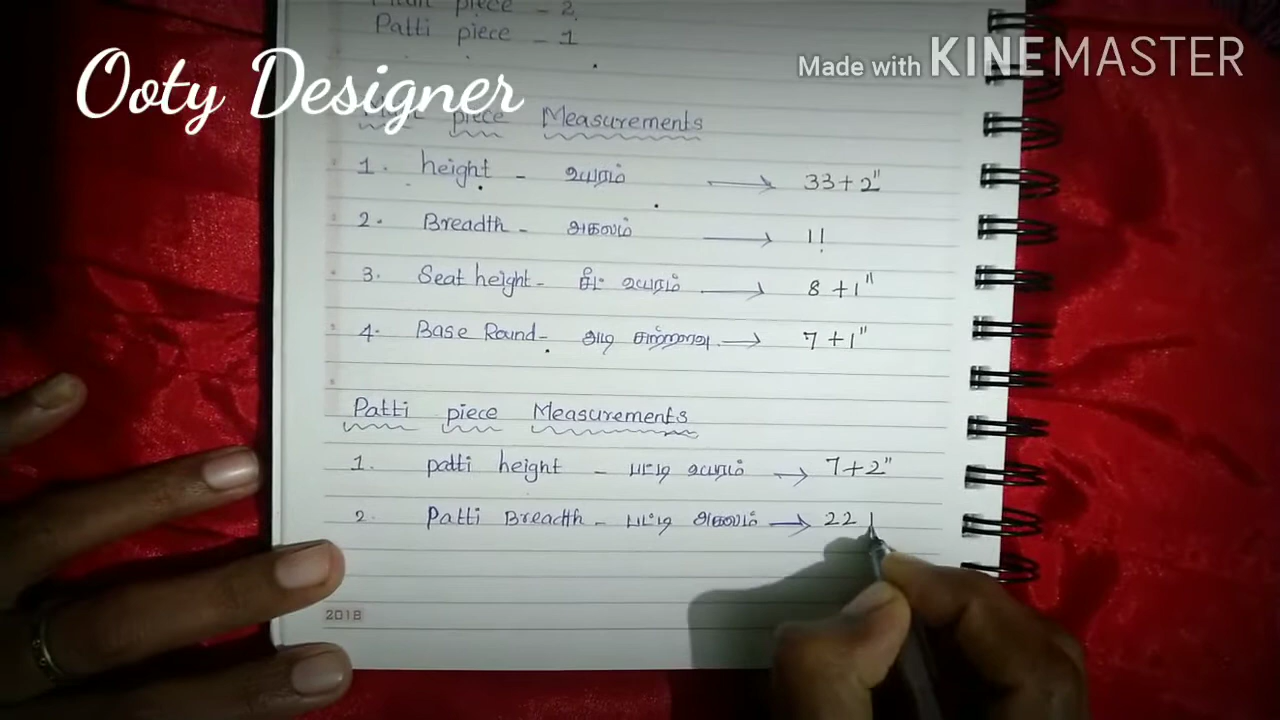 piece - 2
Patti piece - 1
Made with KINEMASTER
Ooty Designer
piece Measurements
1. height - உயரம் → 33+2"
2. Breadth - அகலம் → 11
3. Seat height - சீட் உயரம் → 8 +1"
4. Base Round - அடி சுற்றளவு → 7 +1"
Patti piece Measurements
1. patti height - பட்டி உயரம் → 7+2"
2. Patti Breadth - பட்டி அகலம் → 22
2018